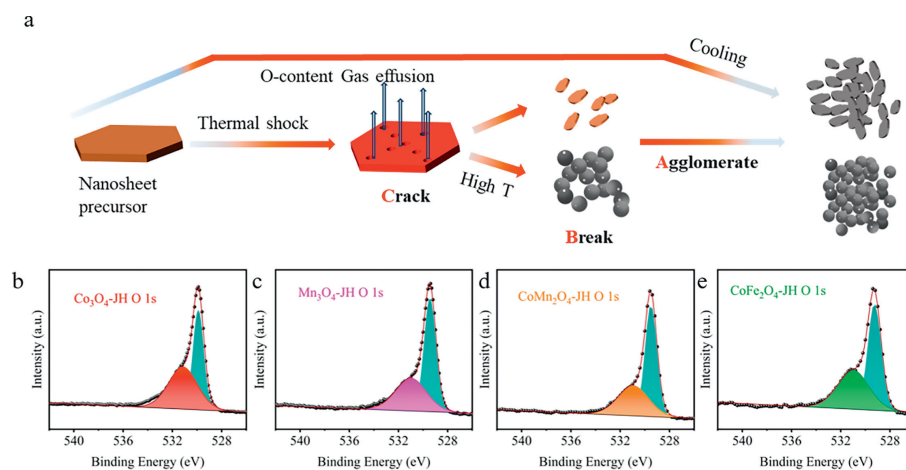 a
Cooling
O-content Gas effusion
Thermal shock
Agglomerate
High T
Nanosheet
precursor
Crack
Break
b
c
d
e
Co₃O₄-JH O 1s
Mn₃O₄-JH O 1s
CoMn₂O₄-JH O 1s
CoFe₂O₄-JH O 1s
Intensity (a.u.)
Intensity (a.u.)
Intensity (a.u.)
Intensity (a.u.)
540 536 532 528
540 536 532 528
540 536 532 528
540 536 532 528
Binding Energy (eV)
Binding Energy (eV)
Binding Energy (eV)
Binding Energy (eV)